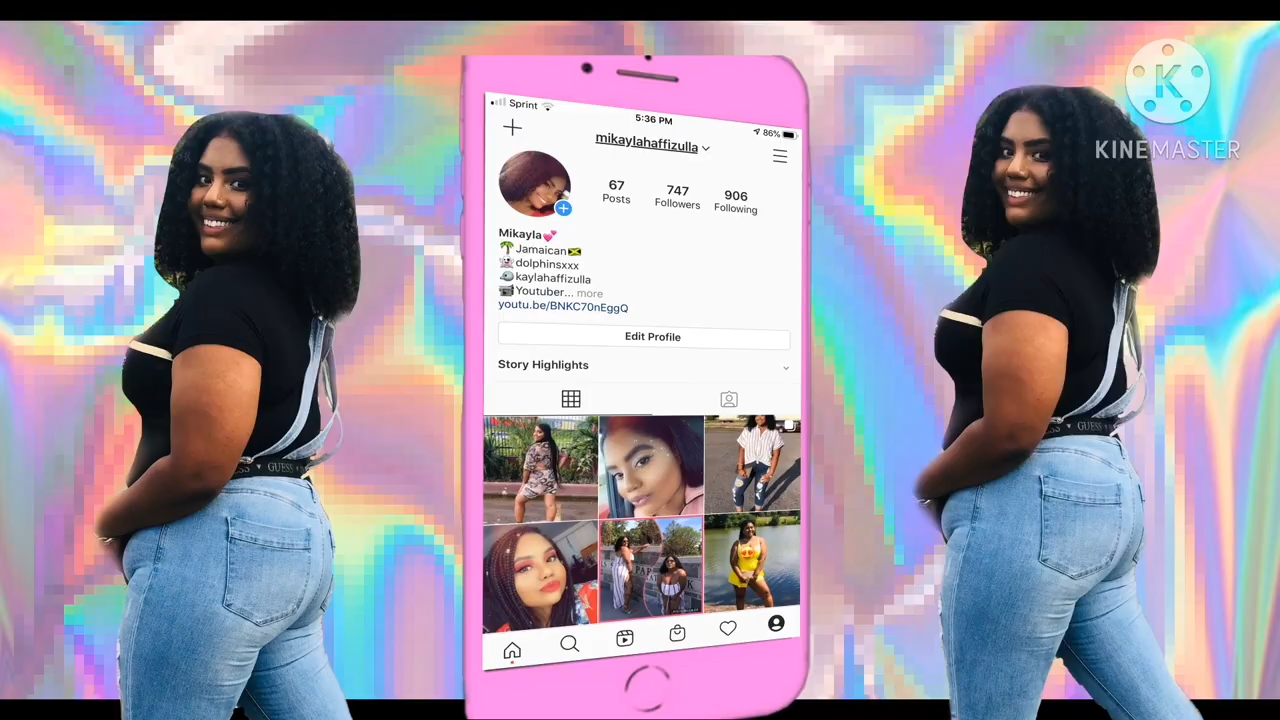 Sprint
5:36 PM
86%
mikaylahaffizulla
67
Posts
747
Followers
906
Following
Mikayla💕
🌴Jamaican🇯🇲
dolphinsxxx
kaylahaffizulla
Youtuber... more
youtu.be/BNKC70nEggQ
Edit Profile
Story Highlights
K
KINEMASTER
GUESS
GUESS